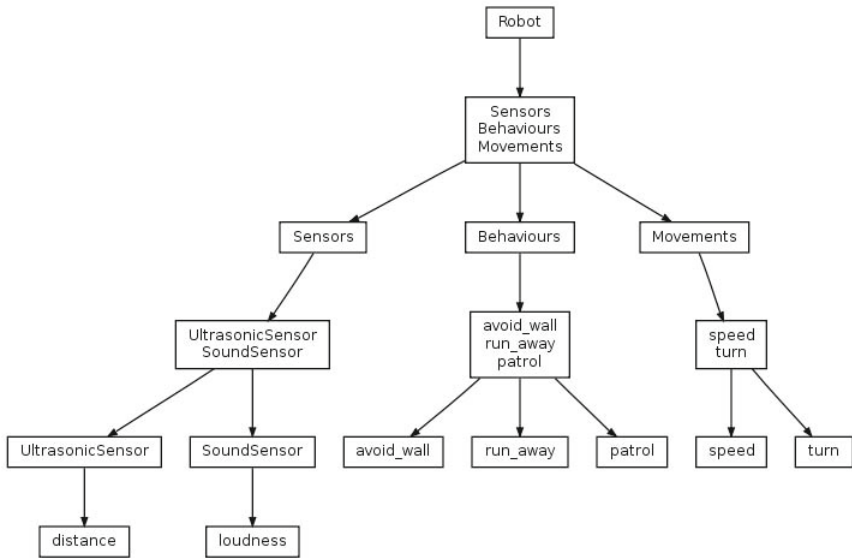 Robot
Sensors
Behaviours
Movements
Sensors
Behaviours
Movements
UltrasonicSensor
SoundSensor
avoid_wall
run_away
patrol
speed
turn
UltrasonicSensor
SoundSensor
avoid_wall
run_away
patrol
speed
turn
distance
loudness